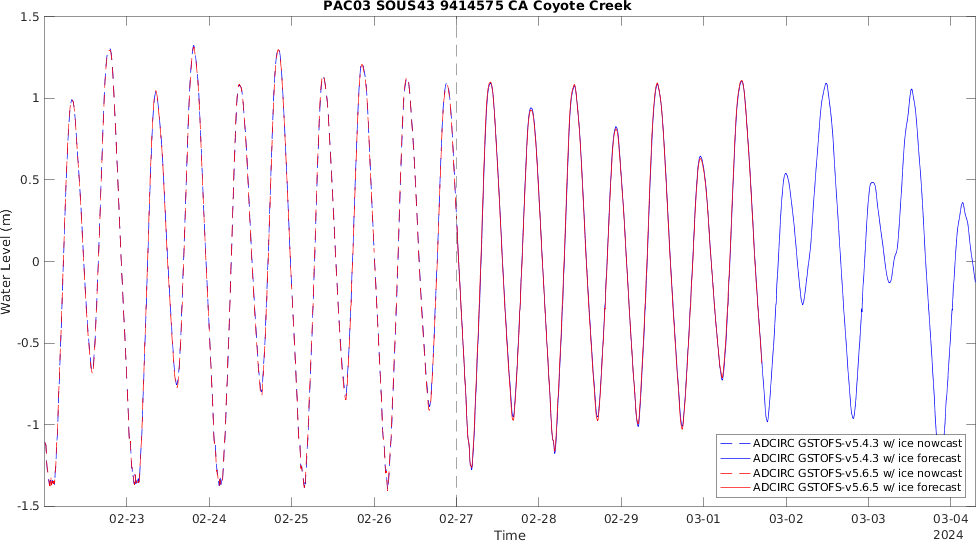 PAC03 SOUS43 9414575 CA Coyote Creek
1.5
1
0.5
0
-0.5
-1
-1.5
Water Level (m)
02-23 02-24 02-25 02-26 02-27 02-28 02-29 03-01 03-02 03-03 03-04
2024
Time
ADCIRC GSTOFS-v5.4.3 w/ ice nowcast
ADCIRC GSTOFS-v5.4.3 w/ ice forecast
ADCIRC GSTOFS-v5.6.5 w/ ice nowcast
ADCIRC GSTOFS-v5.6.5 w/ ice forecast